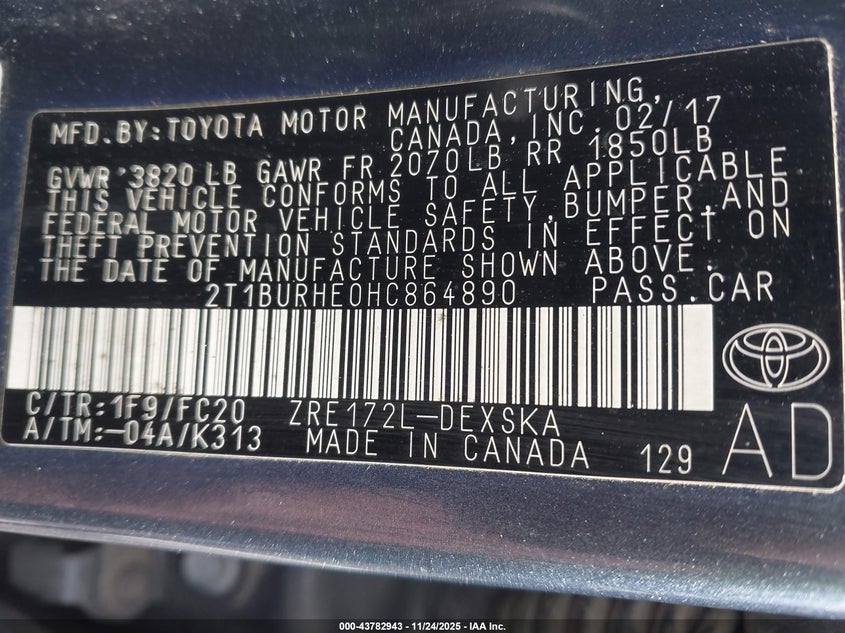 MFD.BY:TOYOTA MOTOR MANUFACTURING,
CANADA,INC. 02/17
GVWR 3820 LB GAWR FR 2070LB RR 1850LB
THIS VEHICLE CONFORMS TO ALL APPLICABLE
FEDERAL MOTOR VEHICLE SAFETY,BUMPER,AND
THEFT PREVENTION STANDARDS IN EFFECT ON
THE DATE OF MANUFACTURE SHOWN ABOVE.
2T1BURHE0HC864890 PASS.CAR
C/TR:1F9/FC20 ZRE172L-DEXSKA
A/TM:-04A/K313 MADE IN CANADA 129 AD
000-43782943 - 11/24/2025 - IAA Inc.